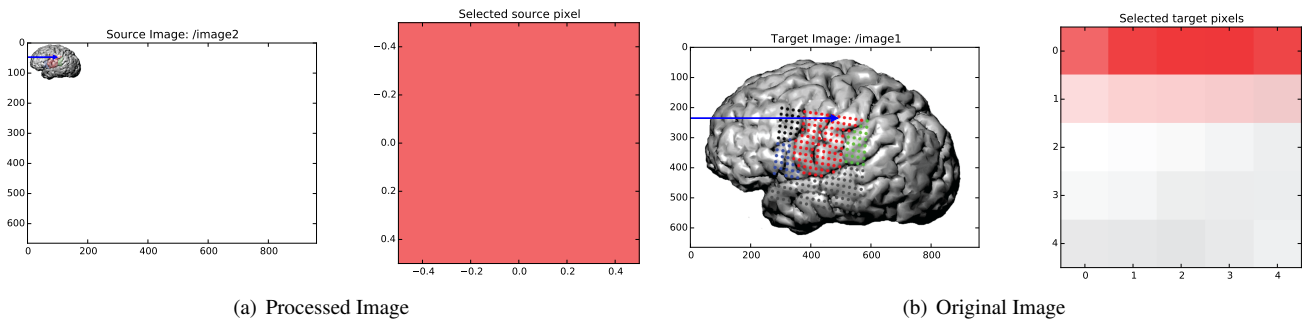 Source Image: /image2
0
100
200
300
400
500
600
0 200 400 600 800
Selected source pixel
−0.4
−0.2
0.0
0.2
0.4
−0.4 −0.2 0.0 0.2 0.4
(a) Processed Image
Target Image: /image1
0
100
200
300
400
500
600
0 200 400 600 800
Selected target pixels
0
1
2
3
4
0 1 2 3 4
(b) Original Image